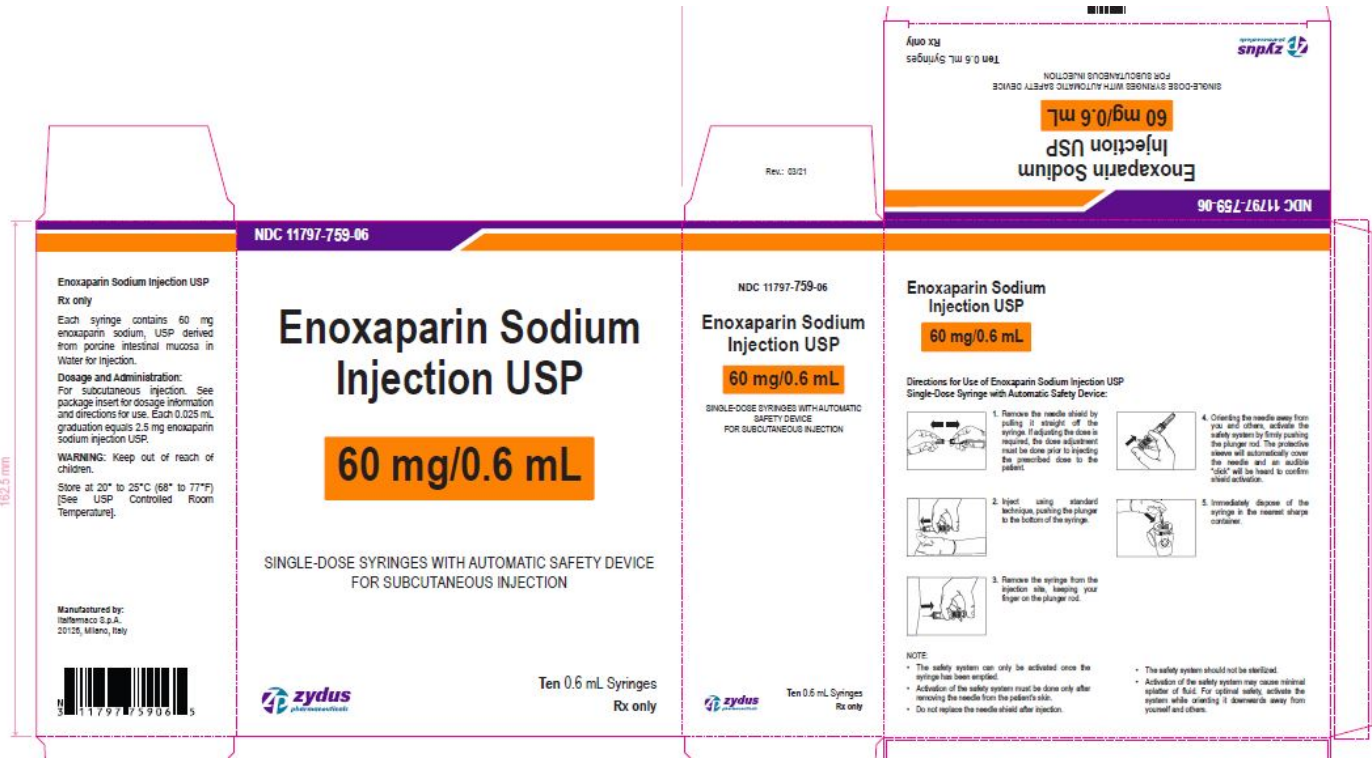 NDC 11797-759-06
Enoxaparin Sodium
Injection USP
60 mg/0.6 mL
SINGLE-DOSE SYRINGES WITH AUTOMATIC SAFETY DEVICE
FOR SUBCUTANEOUS INJECTION
Ten 0.6 mL Syringes
Rx only
zydus
pharmaceuticals
162.5 mm
Enoxaparin Sodium Injection USP
Rx only
Each syringe contains 60 mg
enoxaparin sodium, USP derived
from porcine intestinal mucosa in
Water for Injection.
Dosage and Administration:
For subcutaneous injection. See
package insert for dosage information
and directions for use. Each 0.025 mL
graduation equals 2.5 mg enoxaparin
sodium injection USP.
WARNING: Keep out of reach of
children.
Store at 20° to 25°C (68° to 77°F)
[See USP Controlled Room
Temperature].
Manufactured by:
Italfarmaco S.p.A.
20126, Milano, Italy
N
3 11797 75906 5
NDC 11797-759-06
Enoxaparin Sodium
Injection USP
60 mg/0.6 mL
SINGLE-DOSE SYRINGES WITH AUTOMATIC SAFETY DEVICE
FOR SUBCUTANEOUS INJECTION
zydus
pharmaceuticals
Ten 0.6 mL Syringes
Rx only
Rev.: 03/21
NDC 11797-759-06
Enoxaparin Sodium
Injection USP
60 mg/0.6 mL
SINGLE-DOSE SYRINGES WITH AUTOMATIC
SAFETY DEVICE
FOR SUBCUTANEOUS INJECTION
zydus
pharmaceuticals
Ten 0.6 mL Syringes
Rx only
Enoxaparin Sodium
Injection USP
60 mg/0.6 mL
Directions for Use of Enoxaparin Sodium Injection USP
Single-Dose Syringe with Automatic Safety Device:
1. Remove the needle shield by
pulling it straight off the
syringe. If adjusting the dose is
required, the dose adjustment
must be done prior to injecting
the prescribed dose to the
patient.
2. Inject using standard
technique, pushing the plunger
to the bottom of the syringe.
3. Remove the syringe from the
injection site, keeping your
finger on the plunger rod.
4. Orienting the needle away from
you and others, activate the
safety system by firmly pushing
the plunger rod. The protective
sleeve will automatically cover
the needle and an audible
"click" will be heard to confirm
shield activation.
5. Immediately dispose of the
syringe in the nearest sharps
container.
NOTE:
• The safety system can only be activated once the
syringe has been emptied.
• Activation of the safety system must be done only after
removing the needle from the patient's skin.
• Do not replace the needle shield after injection.
• The safety system should not be sterilized.
• Activation of the safety system may cause minimal
splatter of fluid. For optimal safety, activate the
system while orienting it downwards away from
yourself and others.